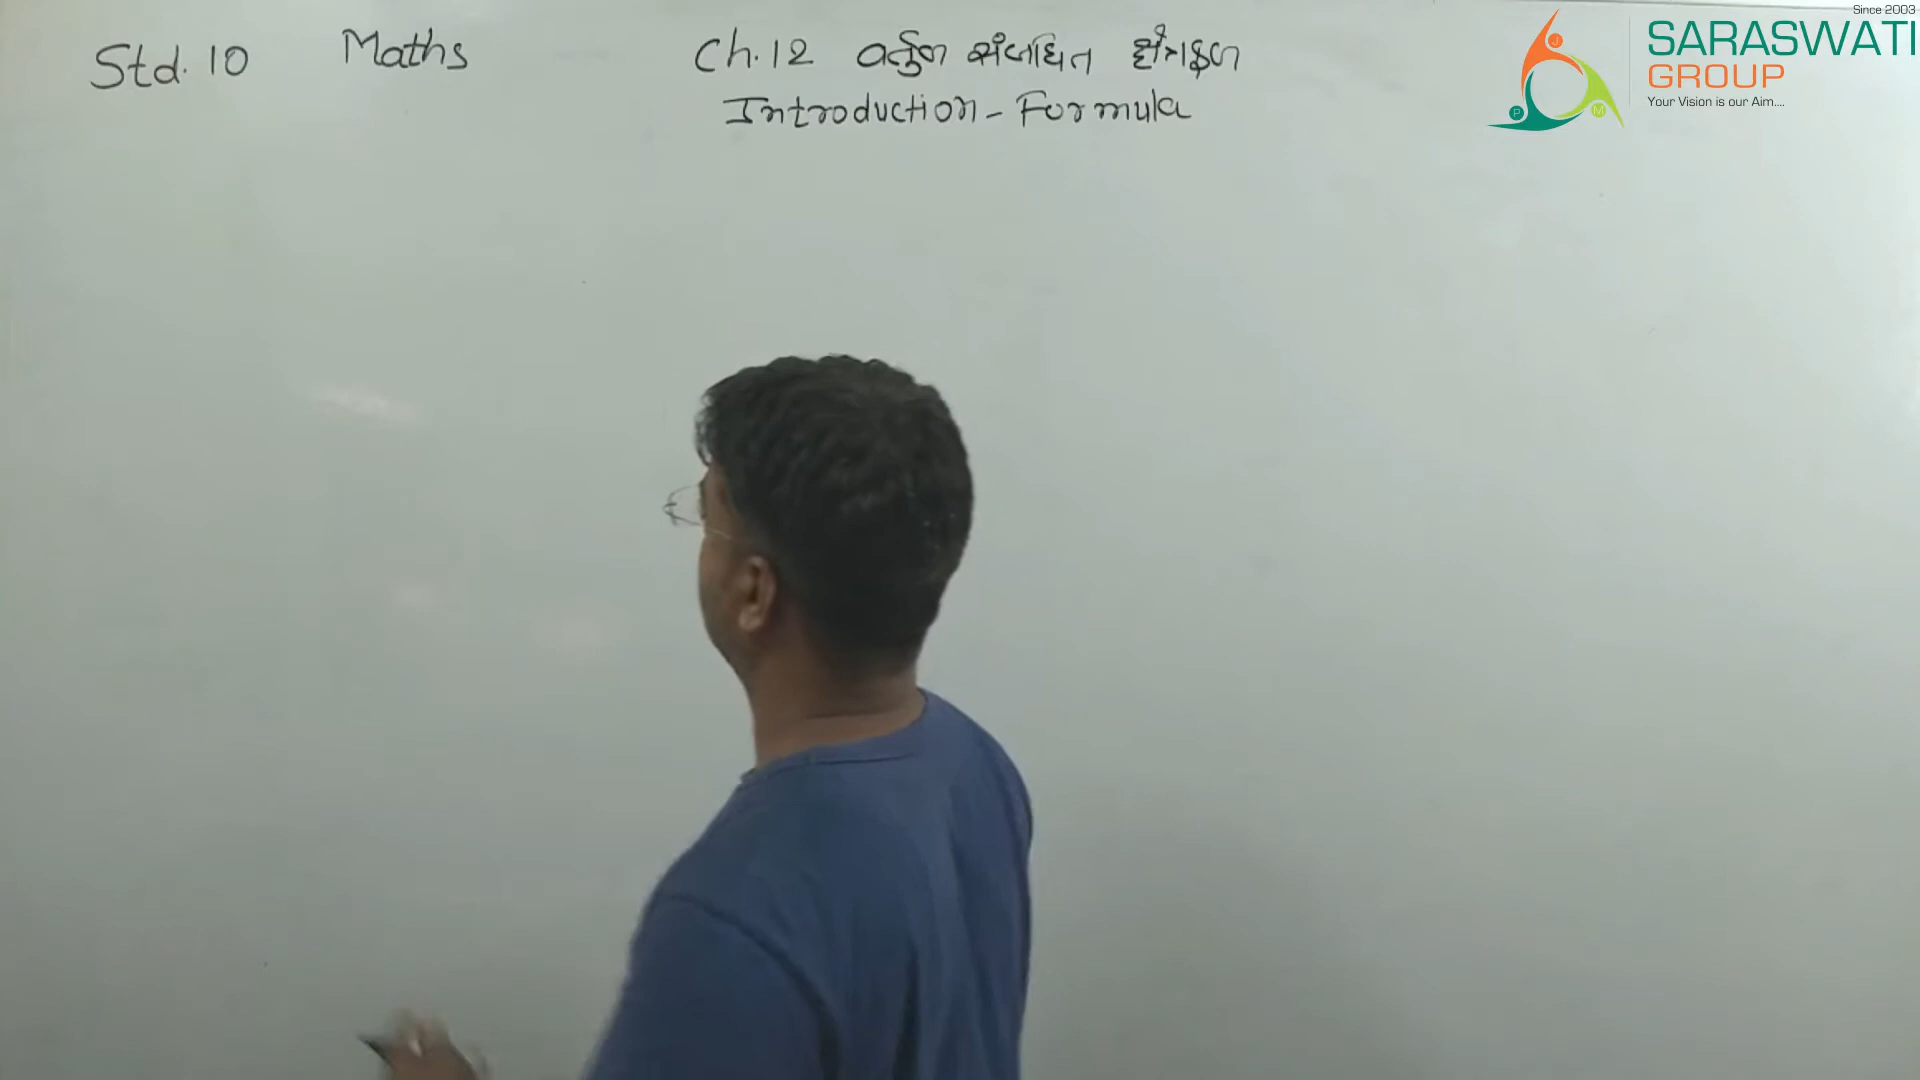 Std. 10 Maths Ch.12 વર્તુળ સંબંધિત ક્ષેત્રફળ
Introduction - Formula
Since 2003
SARASWATI
GROUP
Your Vision is our Aim....
J
P
M